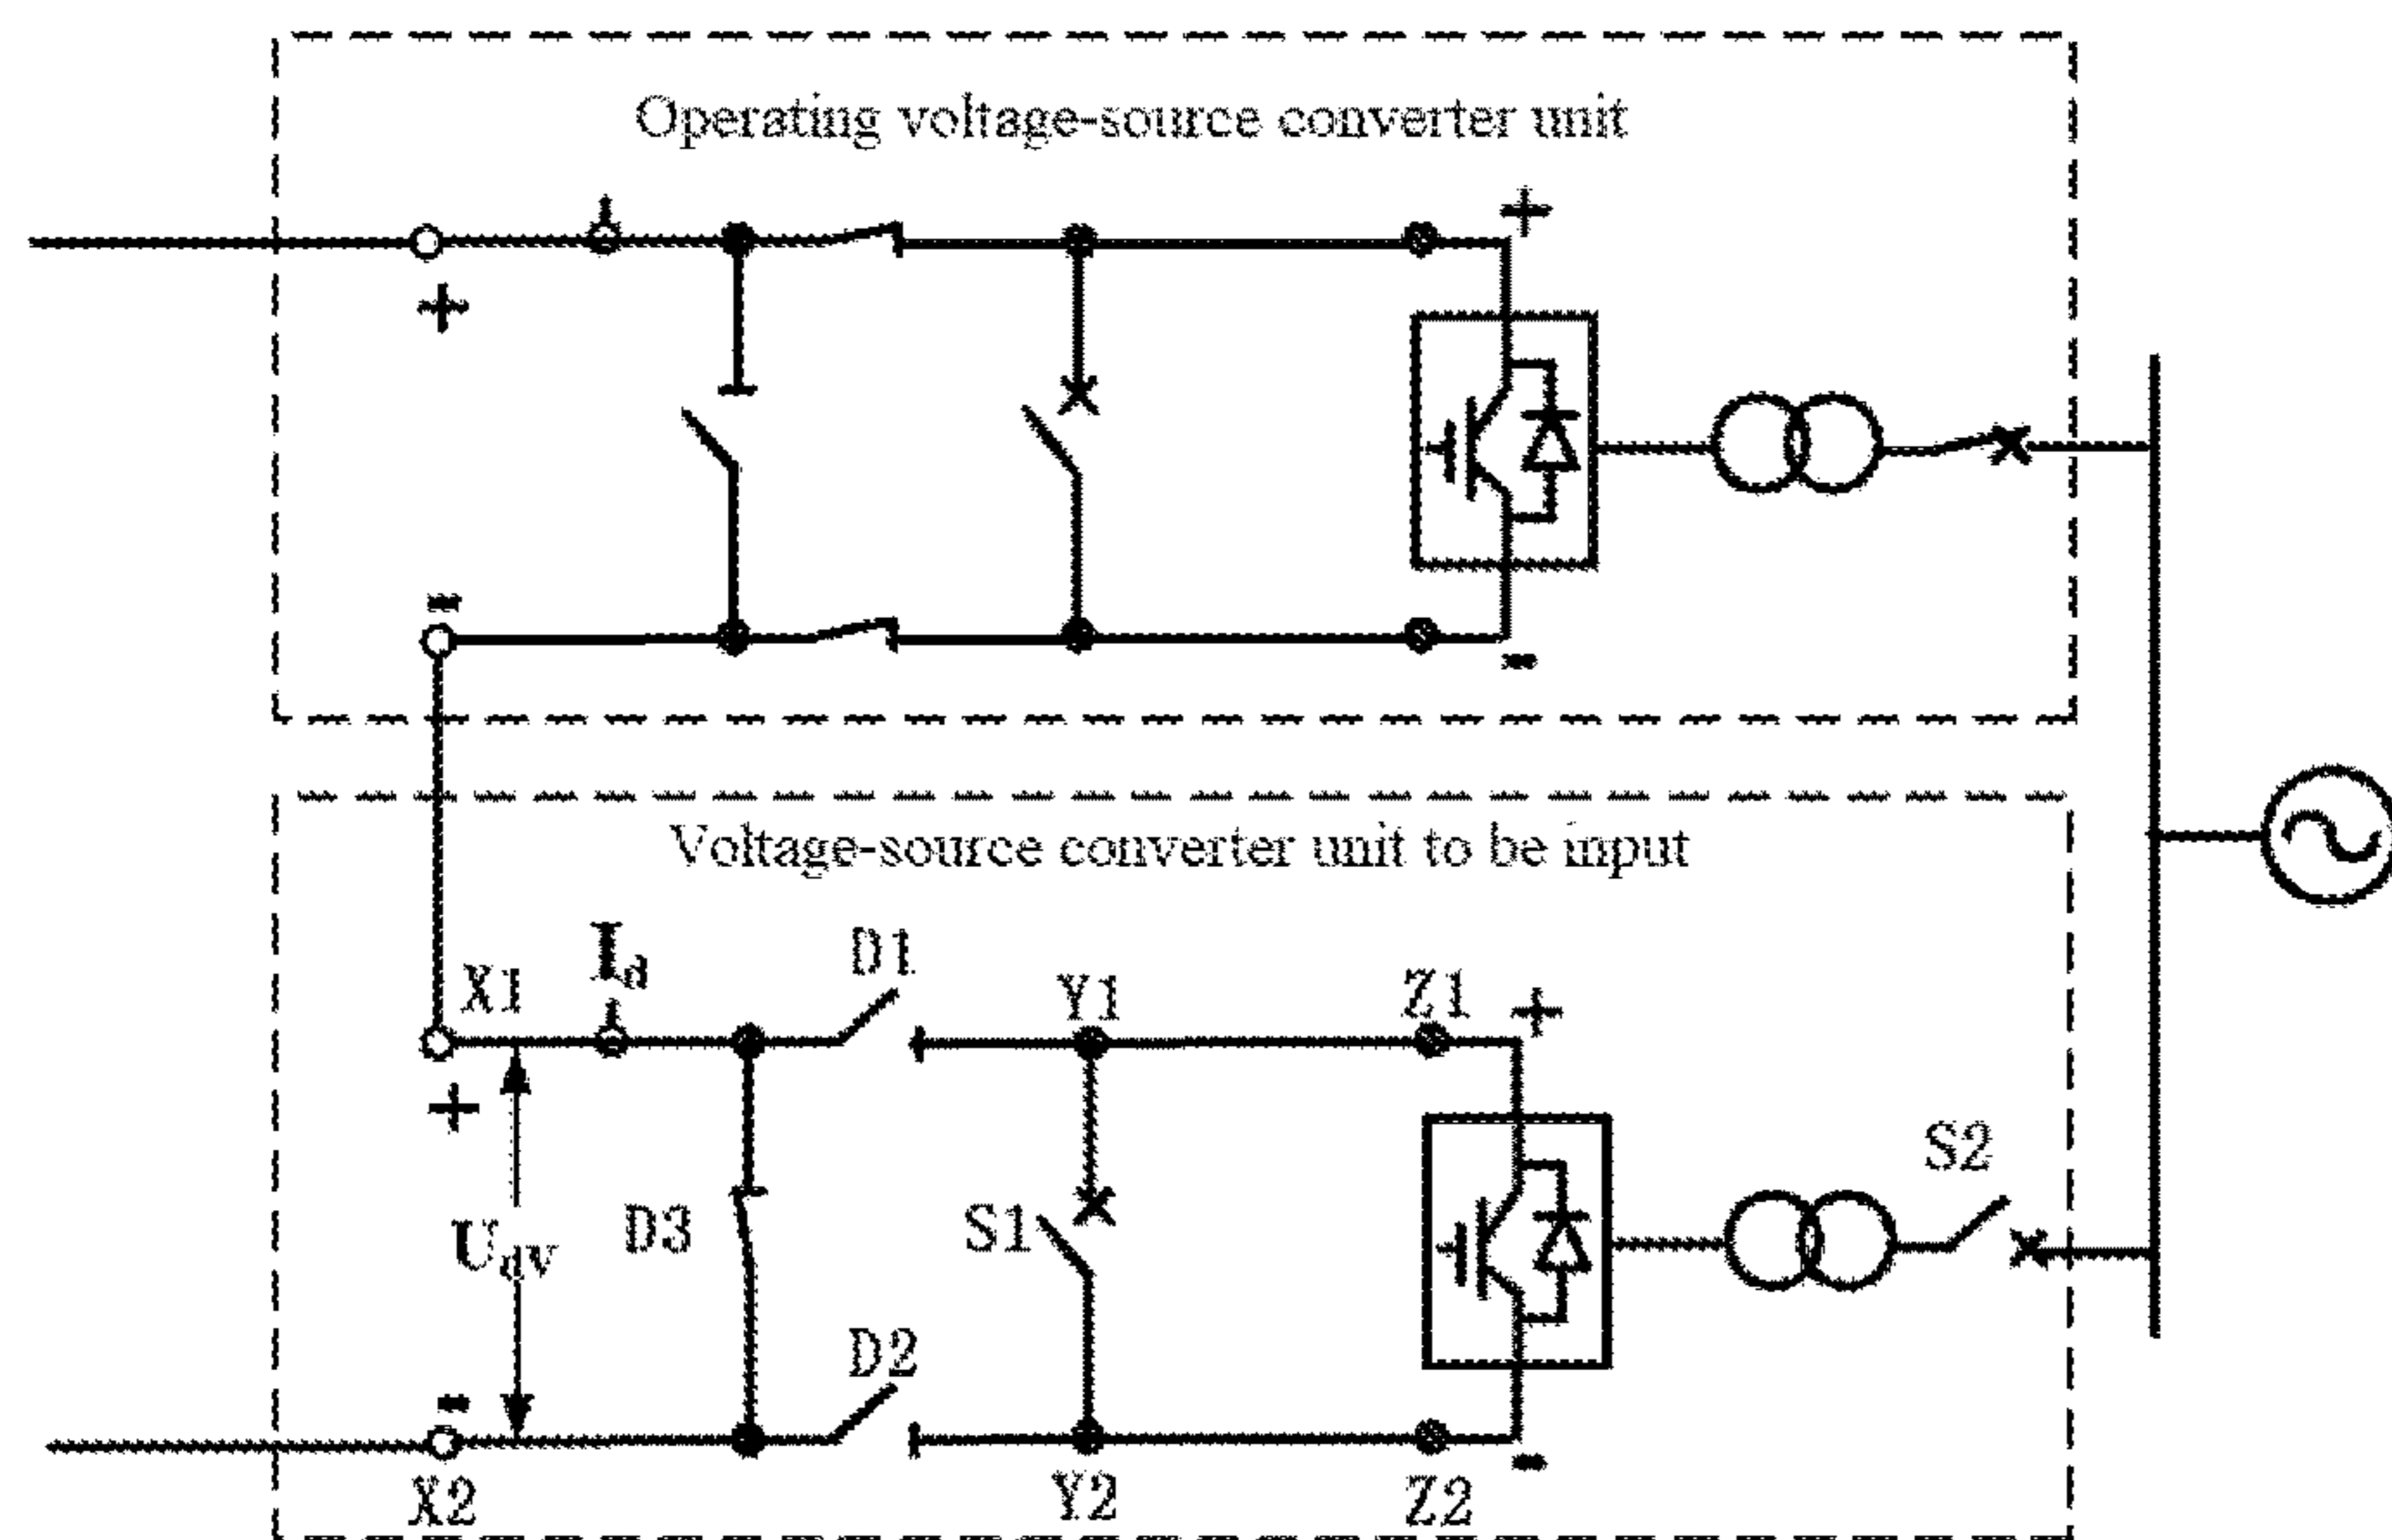 Operating voltage-source converter unit
+
+
-
-
Voltage-source converter unit to be input
X1 Id D1 Y1 Z1 +
+
S2
Udv D3 S1
D2
-
-
X2 Y2 Z2